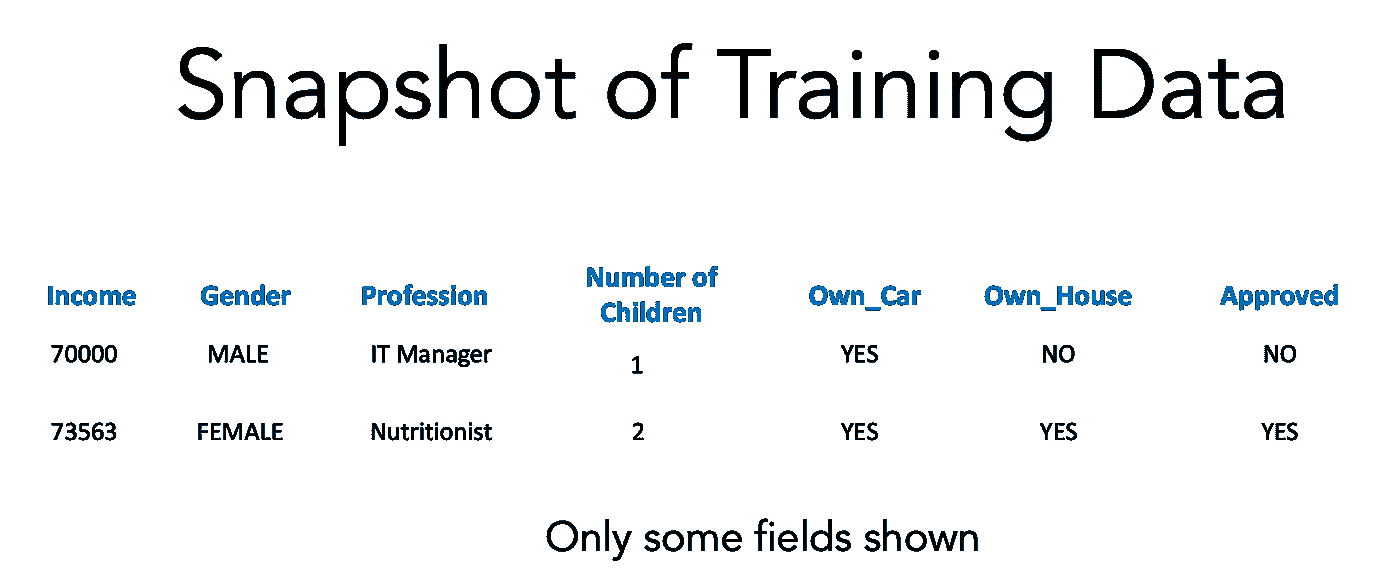 Snapshot of Training Data
Income Gender Profession Number of Children Own_Car Own_House Approved
70000 MALE IT Manager 1 YES NO NO
73563 FEMALE Nutritionist 2 YES YES YES
Only some fields shown